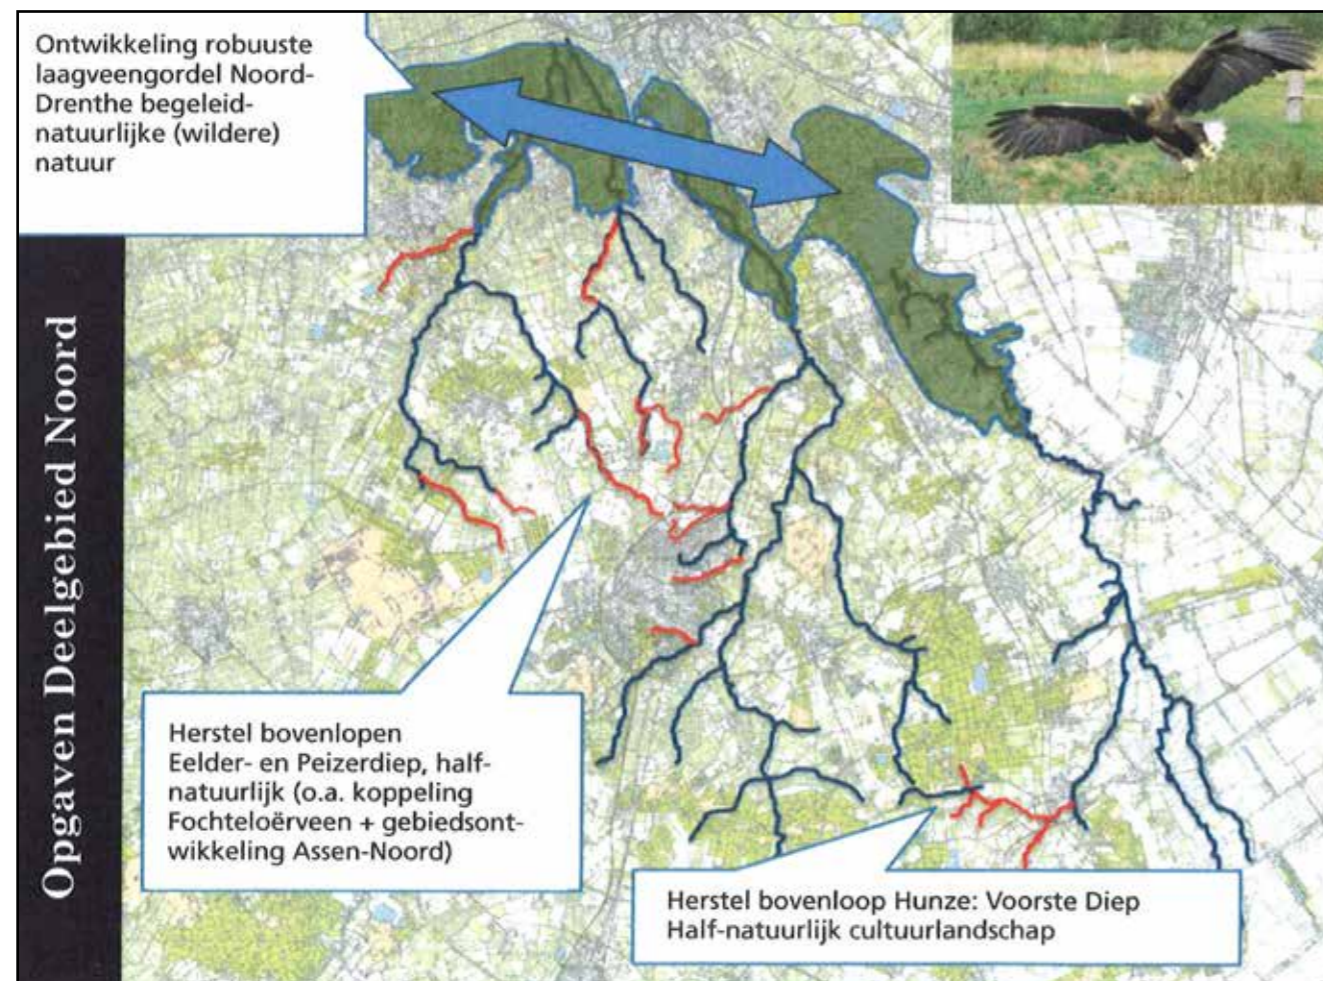 Ontwikkeling robuuste
laagveengordel Noord-
Drenthe begeleid-
natuurlijke (wildere)
natuur
Opgaven Deelgebied Noord
Herstel bovenlopen
Eelder- en Peizerdiep, half-
natuurlijk (o.a. koppeling
Fochteloërveen + gebiedsont-
wikkeling Assen-Noord)
Herstel bovenloop Hunze: Voorste Diep
Half-natuurlijk cultuurlandschap